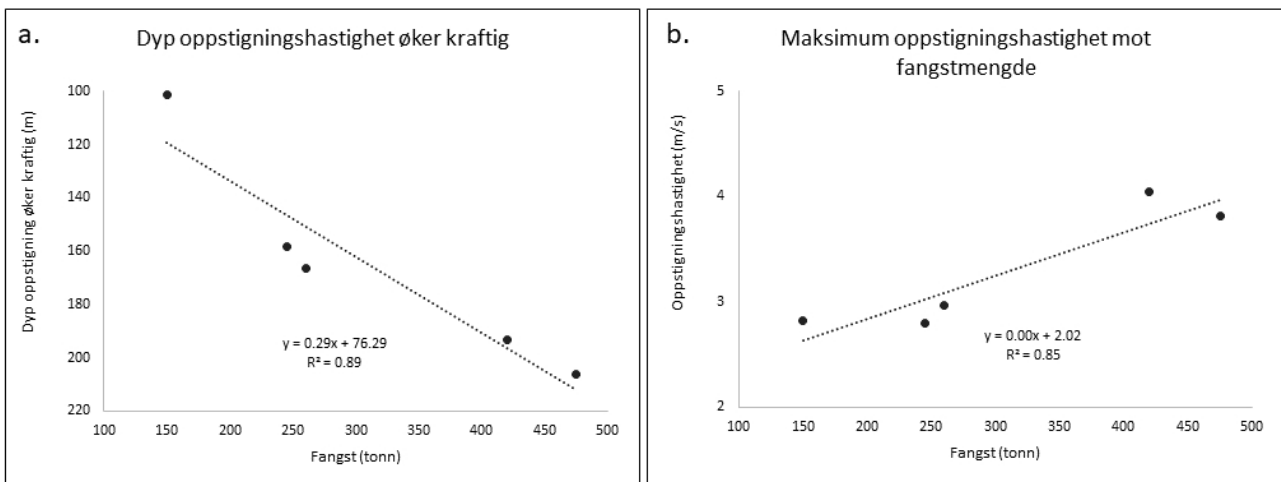 a.
Dyp oppstigningshastighet øker kraftig
Dyp oppstigning øker kraftig (m)
100
120
140
160
180
200
220
y = 0.29x + 76.29
R² = 0.89
100
150
200
250
300
350
400
450
500
Fangst (tonn)
b.
Maksimum oppstigningshastighet mot
fangstmengde
Oppstigningshastighet (m/s)
5
4
3
2
y = 0.00x + 2.02
R² = 0.85
100
150
200
250
300
350
400
450
500
Fangst (tonn)